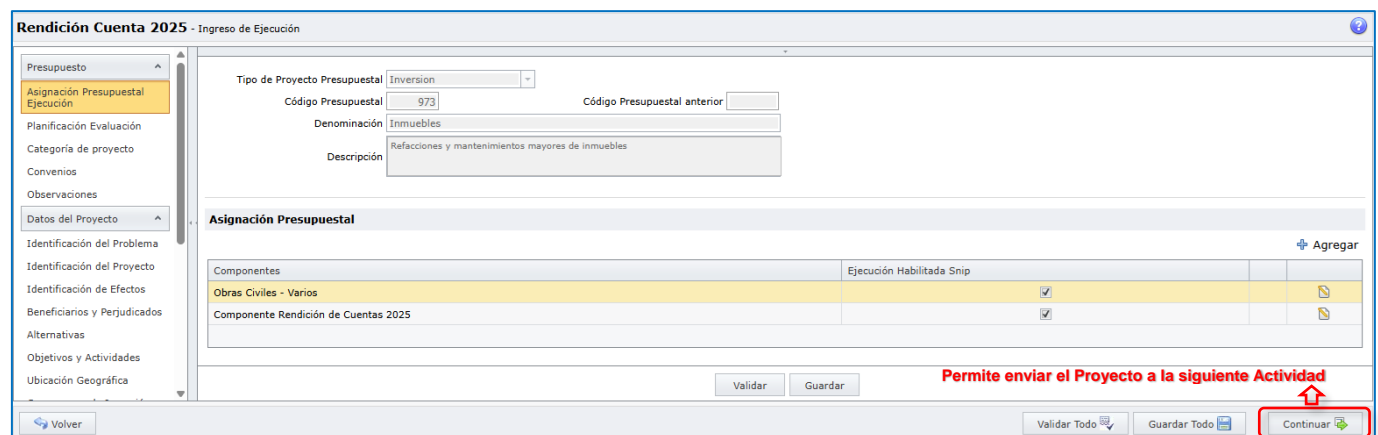 Rendición Cuenta 2025 - Ingreso de Ejecución
Presupuesto
Asignación Presupuestal
Ejecución
Planificación Evaluación
Categoría de proyecto
Convenios
Observaciones
Datos del Proyecto
Identificación del Problema
Identificación del Proyecto
Identificación de Efectos
Beneficiarios y Perjudicados
Alternativas
Objetivos y Actividades
Ubicación Geográfica
Tipo de Proyecto Presupuestal Inversion
Código Presupuestal 973 Código Presupuestal anterior
Denominación Inmuebles
Descripción Refacciones y mantenimientos mayores de inmuebles
Asignación Presupuestal
Agregar
Componentes Ejecución Habilitada Snip
Obras Civiles - Varios
Componente Rendición de Cuentas 2025
Validar Guardar
Permite enviar el Proyecto a la siguiente Actividad
Volver Validar Todo Guardar Todo Continuar